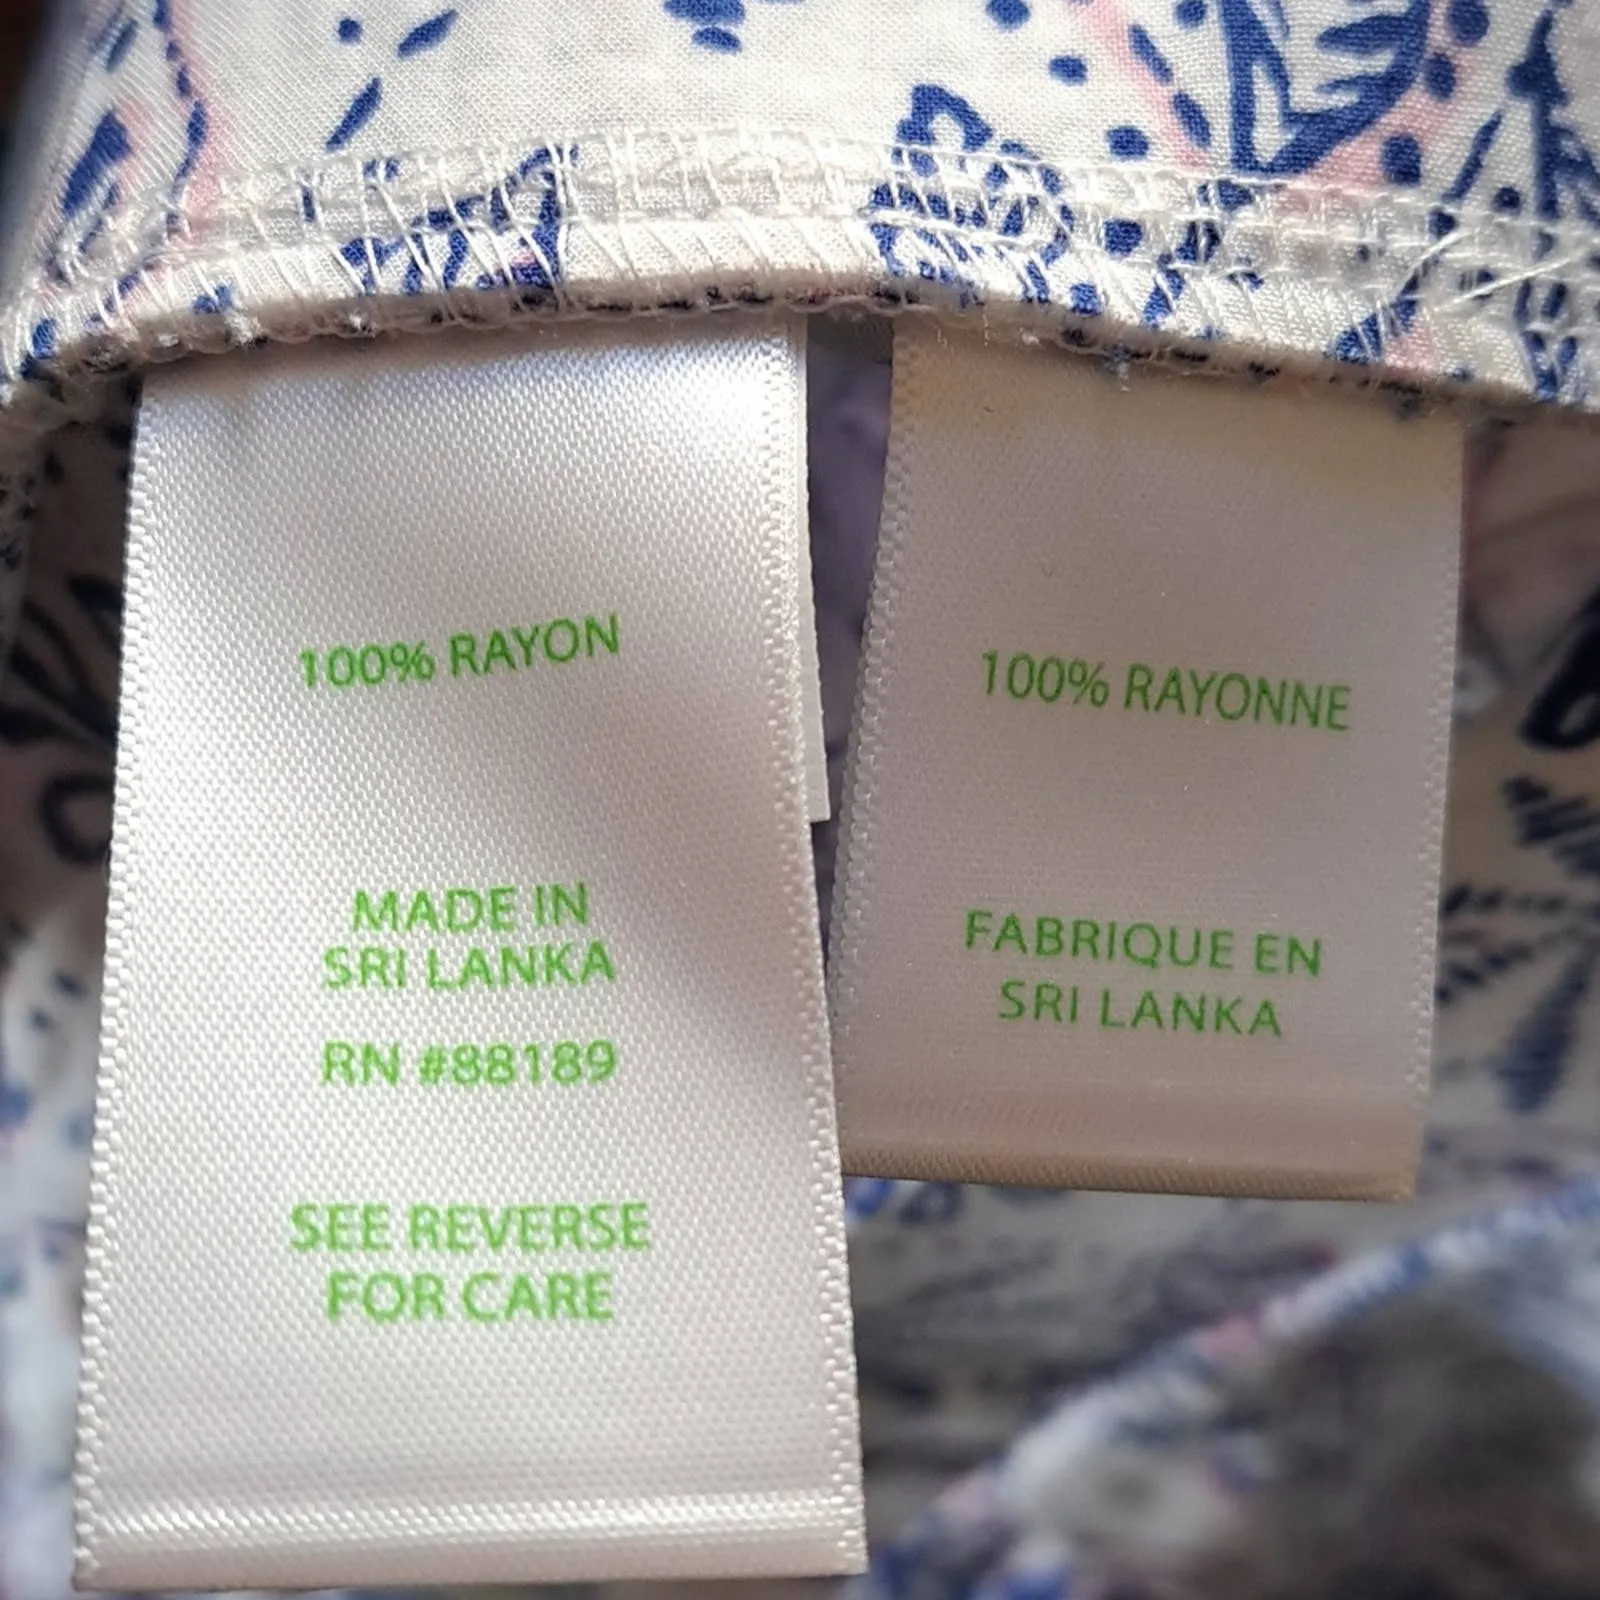 100% RAYON
MADE IN
SRI LANKA
RN #88189
SEE REVERSE
FOR CARE
100% RAYONNE
FABRIQUE EN
SRI LANKA